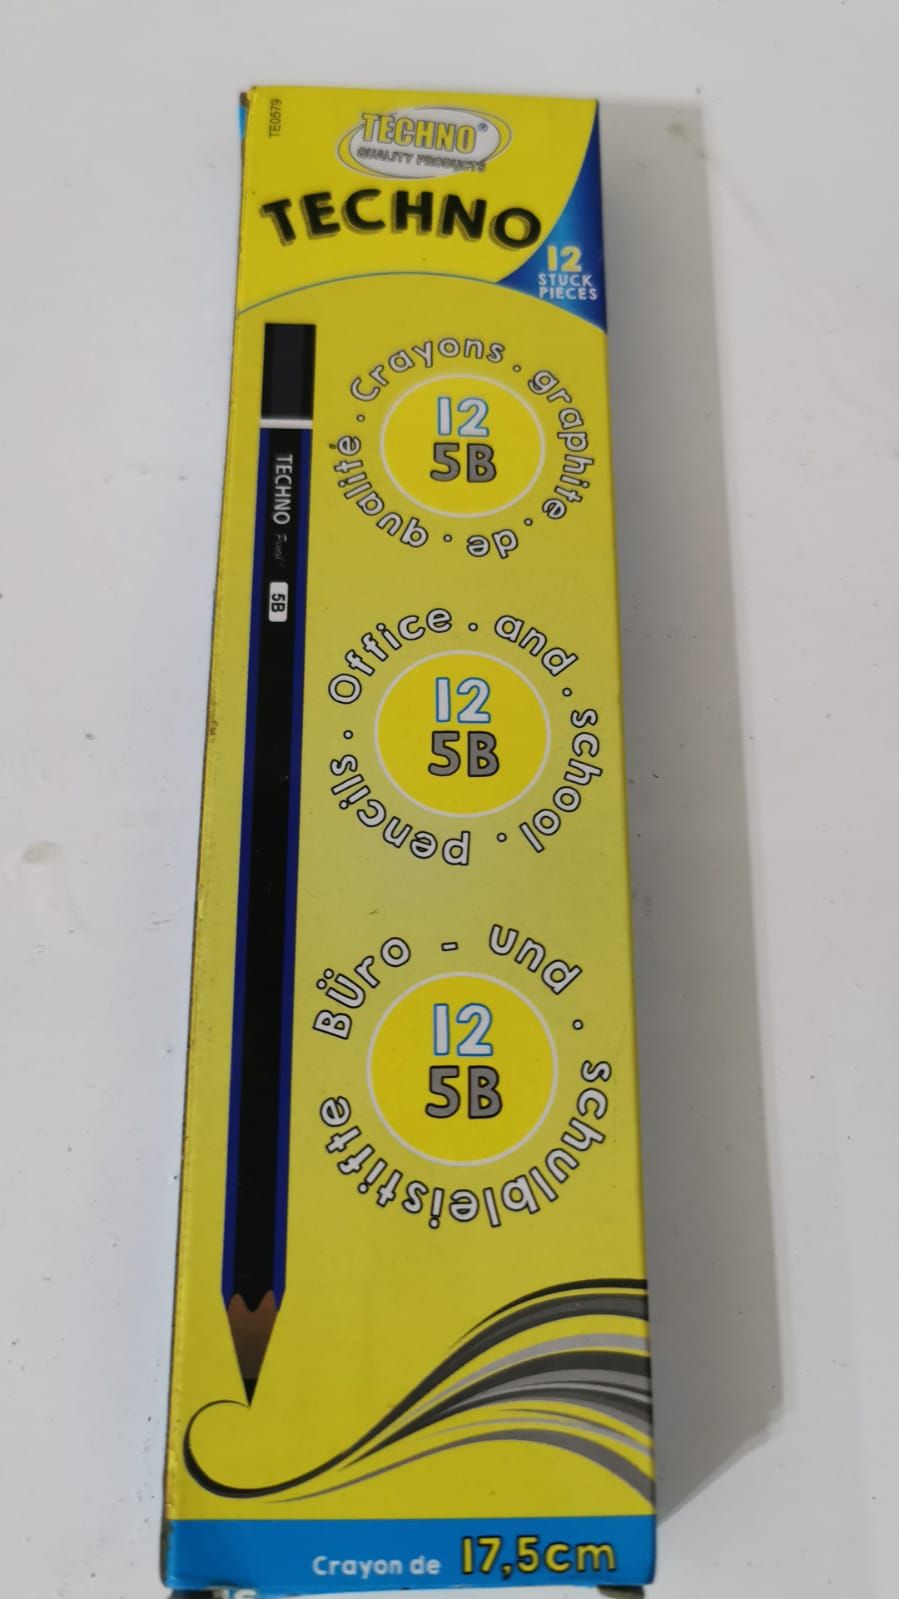 TE0579
TECHNO®
QUALITY PRODUCTS
TECHNO
12
STUCK
PIECES
TECHNO Pencil 5B
Crayons . graphite . de . qualité .
12
5B
Office . and . school . pencils .
12
5B
Büro - und . schulbleistifte
12
5B
Crayon de 17,5cm